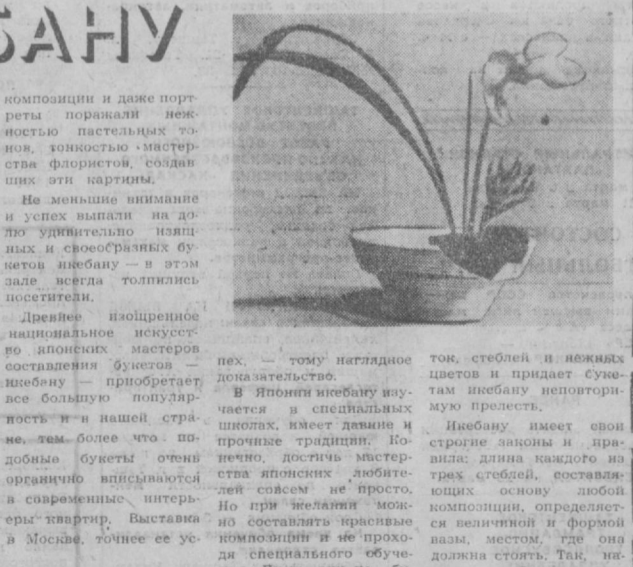 БАНУ
композиции и даже порт-
реты поражали неж-
ностью пастельных то-
нов, тонкостью мастер-
ства флористов, создав
ших эти картины.
Не меньшие внимание
и успех выпали на до-
лю удивительно изящ-
ных и своеобразных бу-
кетов икебану — в этом
зале всегда толпились
посетители.
Древнее изощренное
национальное искусст-
во японских мастеров
составления букетов —
икебану — приобретает
все большую популяр-
ность и в нашей стра-
не, тем более что по-
добные букеты очень
органично вписываются
в современные интерь-
еры квартир. Выставка
в Москве, точнее ее ус-
пех, — тому наглядное
доказательство.
В Японии икебану изу-
чается в специальных
школах, имеет давние и
прочные традиции. Ко-
нечно, достичь мастер-
ства японских любите-
лей совсем не просто.
Но при желании мож-
но составлять красивые
композиции и не прохо-
дя специального обуче-
ток, стеблей и нежных
цветов и придает буке-
там икебану неповтори-
мую прелесть.
Икебану имеет свои
строгие законы и пра-
вила: длина каждого из
трех стеблей, составля-
ющих основу любой
композиции, определяет-
ся величиной и формой
вазы, местом, где она
должна стоять. Так, на-